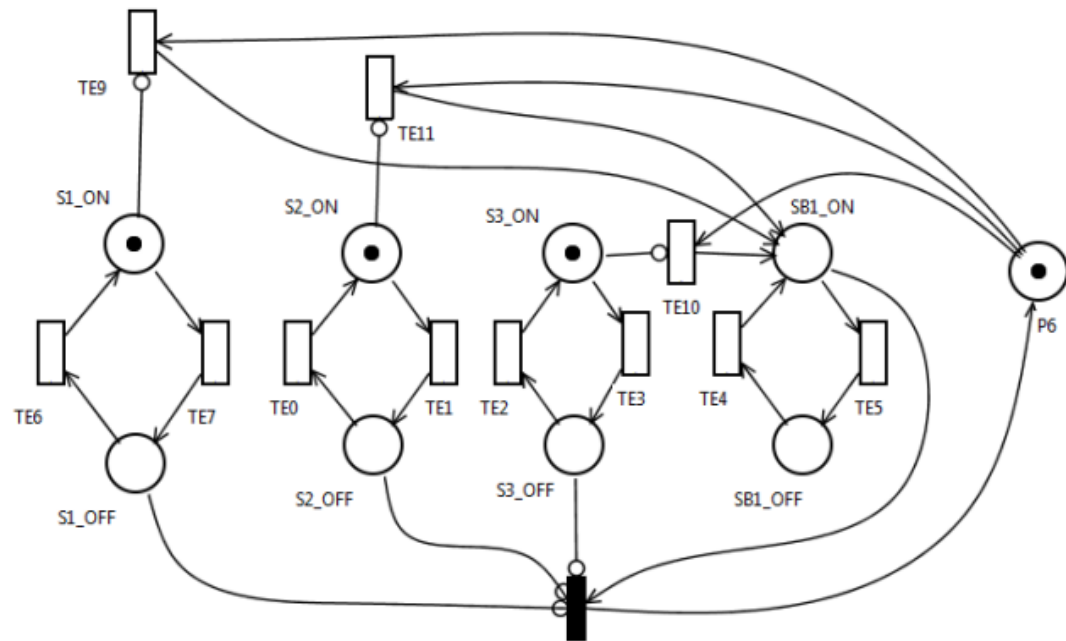 TE9
TE11
S1_ON
S2_ON
S3_ON
SB1_ON
TE10
P6
TE6
TE7
TE0
TE1
TE2
TE3
TE4
TE5
S1_OFF
S2_OFF
S3_OFF
SB1_OFF